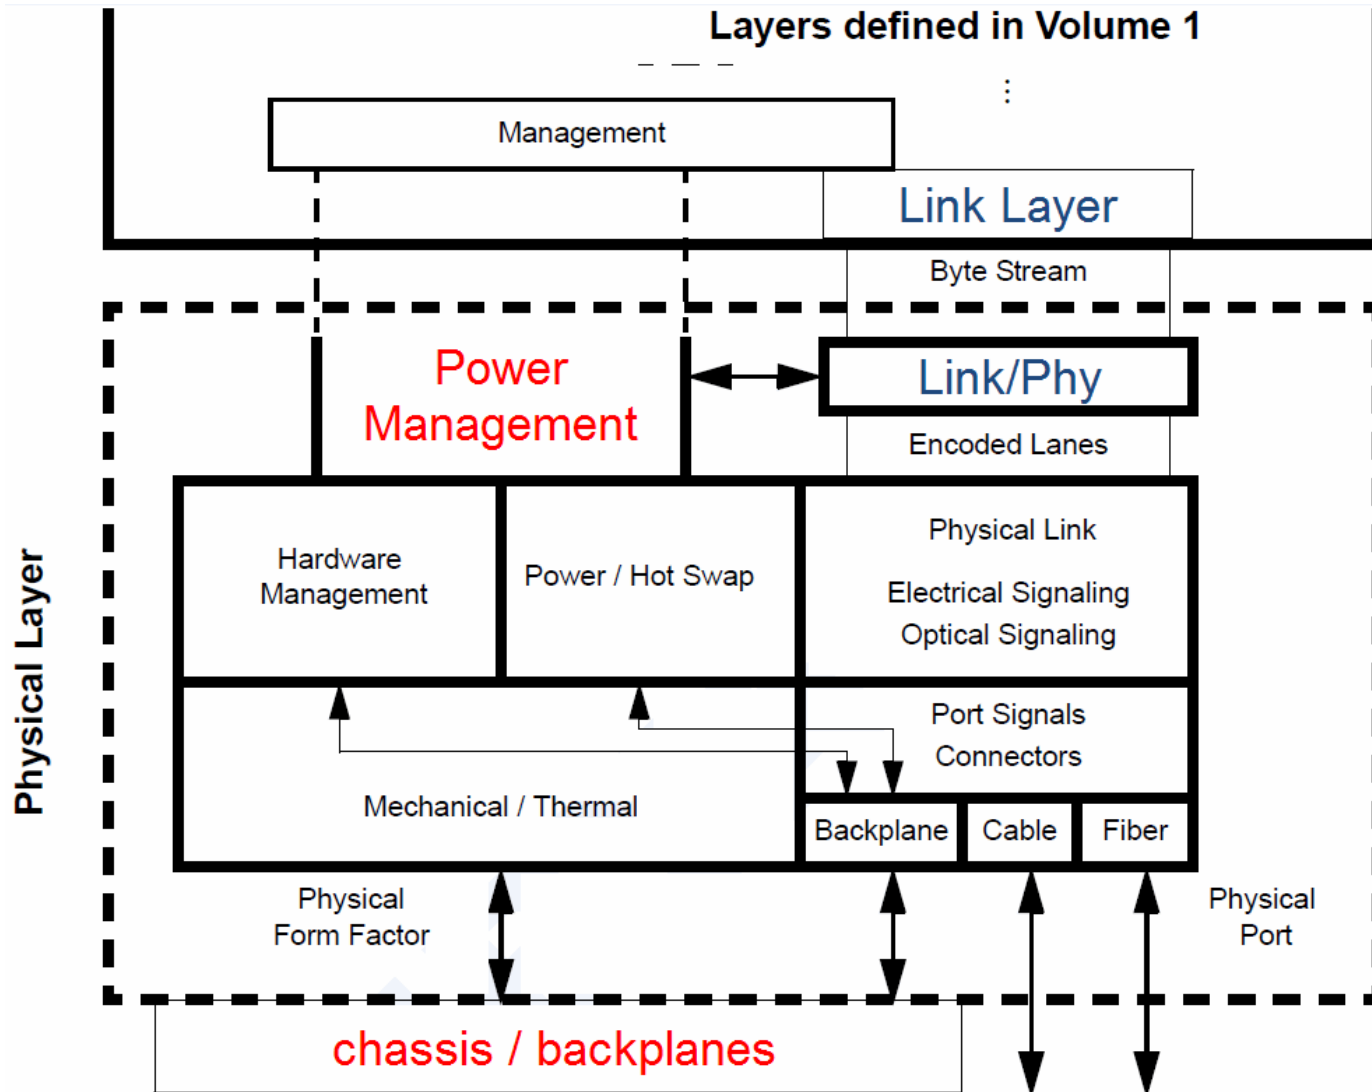 Layers defined in Volume 1
Management
Link Layer
Byte Stream
Power
Management
Link/Phy
Encoded Lanes
Physical Layer
Hardware
Management
Power / Hot Swap
Physical Link
Electrical Signaling
Optical Signaling
Port Signals
Connectors
Mechanical / Thermal
Backplane
Cable
Fiber
Physical
Form Factor
Physical
Port
chassis / backplanes